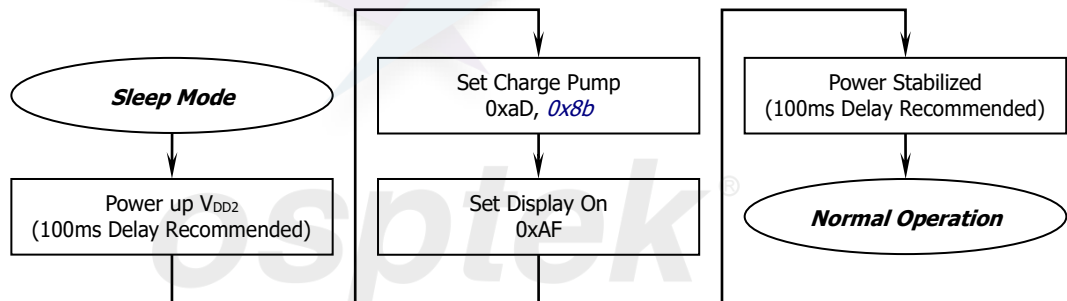 Sleep Mode
Power up VDD2
(100ms Delay Recommended)
Set Charge Pump
0xaD, 0x8b
Set Display On
0xAF
Power Stabilized
(100ms Delay Recommended)
Normal Operation
osptek®